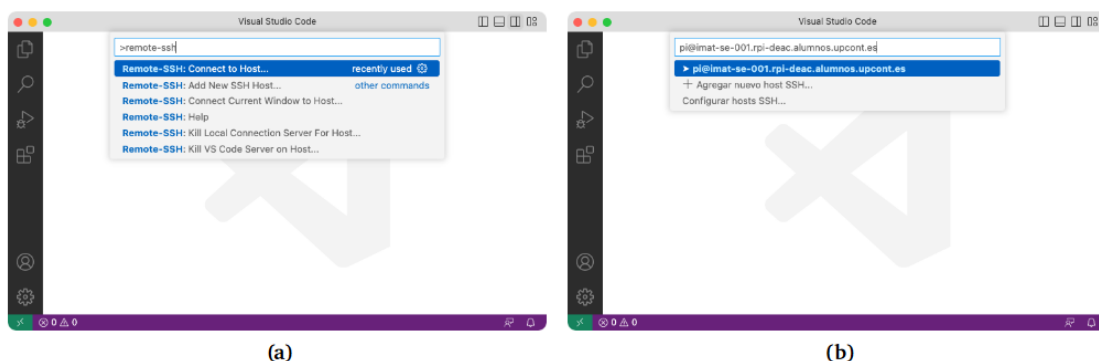 Visual Studio Code
>remote-ssh
Remote-SSH: Connect to Host... recently used
Remote-SSH: Add New SSH Host... other commands
Remote-SSH: Connect Current Window to Host...
Remote-SSH: Help
Remote-SSH: Kill Local Connection Server For Host...
Remote-SSH: Kill VS Code Server on Host...
0 0
(a)
Visual Studio Code
pi@imat-se-001.rpi-deac.alumnos.upcont.es
pi@imat-se-001.rpi-deac.alumnos.upcont.es
Agregar nuevo host SSH...
Configurar hosts SSH...
0 0
(b)